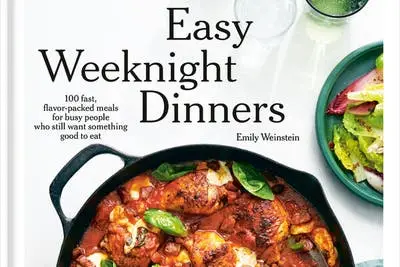 Easy
Weeknight
Dinners
100 fast,
flavor-packed meals
for busy people
who still want something
good to eat
Emily Weinstein